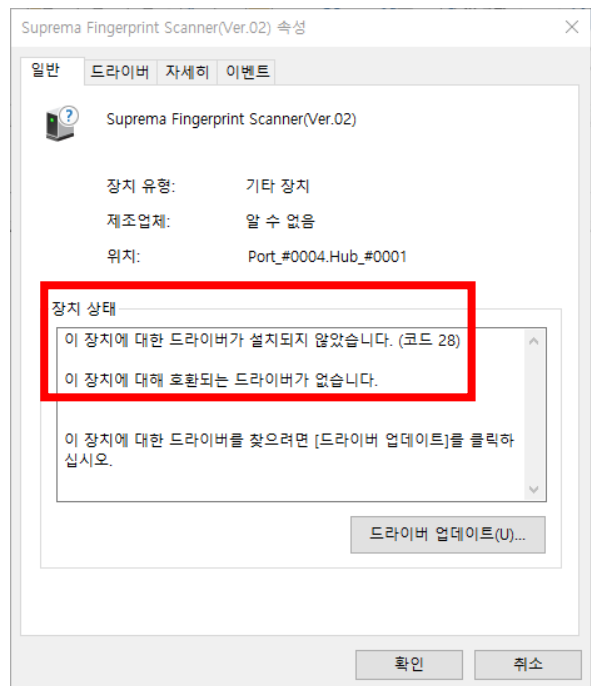 Suprema Fingerprint Scanner(Ver.02) 속성
일반 드라이버 자세히 이벤트
Suprema Fingerprint Scanner(Ver.02)
장치 유형: 기타 장치
제조업체: 알 수 없음
위치: Port_#0004.Hub_#0001
장치 상태
이 장치에 대한 드라이버가 설치되지 않았습니다. (코드 28)
이 장치에 대해 호환되는 드라이버가 없습니다.
이 장치에 대한 드라이버를 찾으려면 [드라이버 업데이트]를 클릭하
십시오.
드라이버 업데이트(U)...
확인 취소